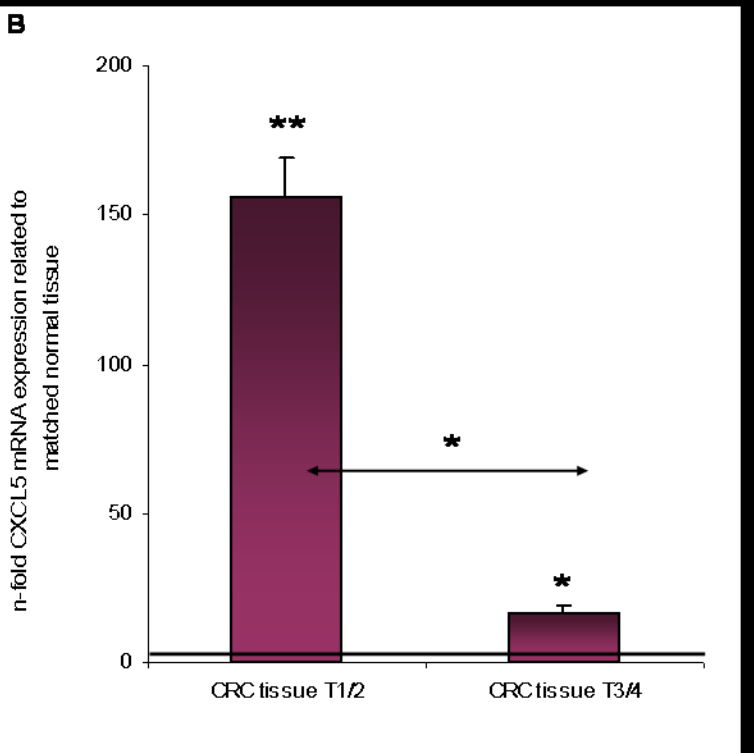 B
200
**
150
n-fold CXCL5 mRNA expression related to
matched normal tissue
100
*
50
*
0
CRC tissue T1/2
CRC tissue T3/4